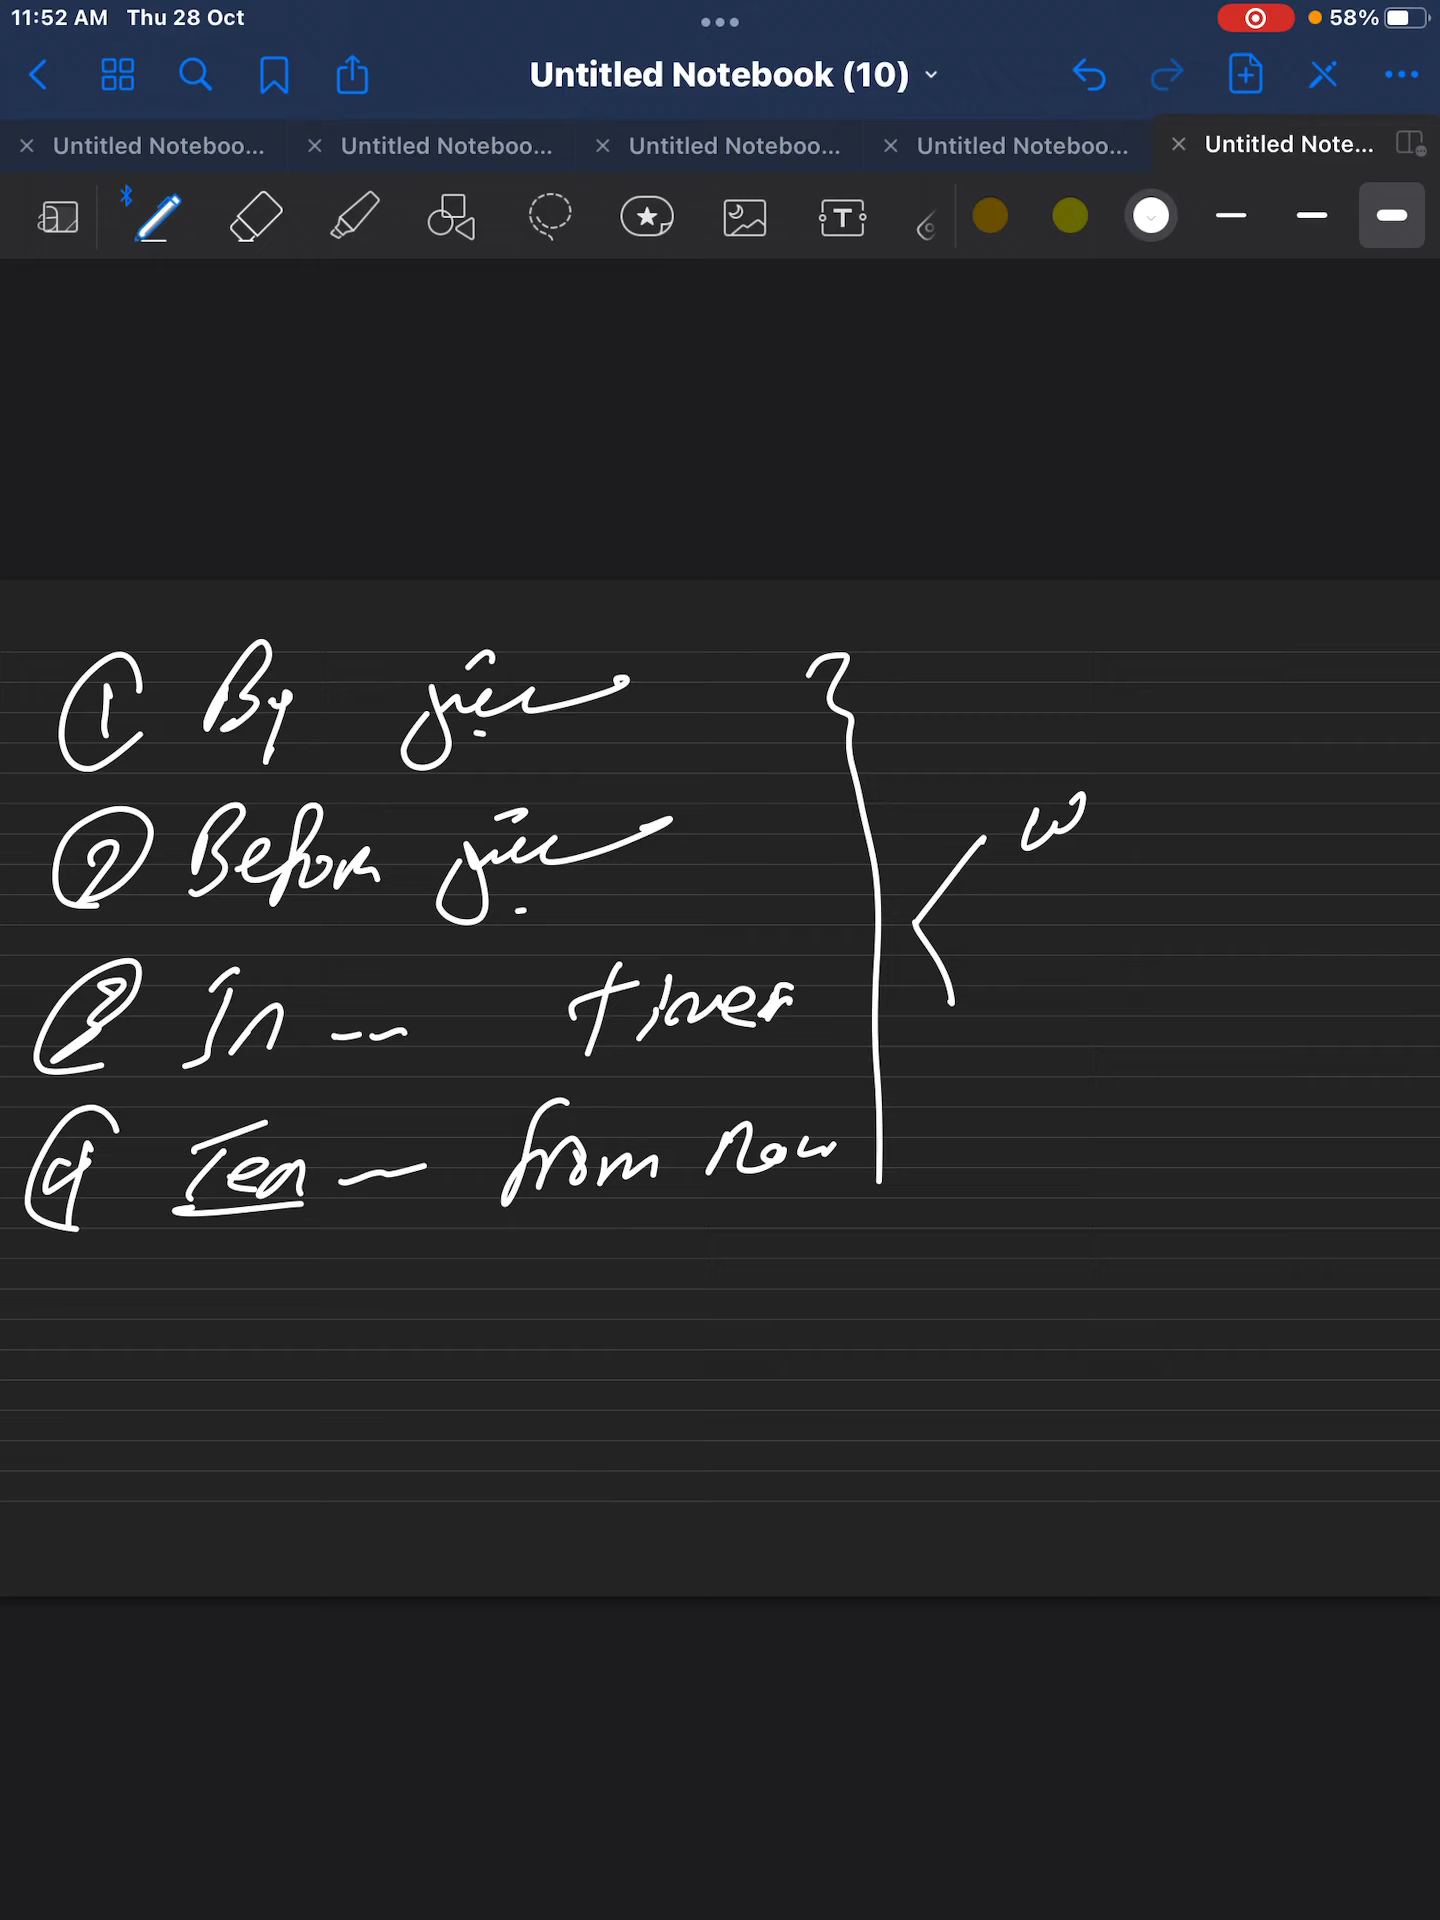 11:52 AM Thu 28 Oct
58%
Untitled Notebook (10)
Untitled Noteboo...
Untitled Noteboo...
Untitled Noteboo...
Untitled Noteboo...
Untitled Note...
① By
② Before
③ In -- times
④ Ten — from now
w